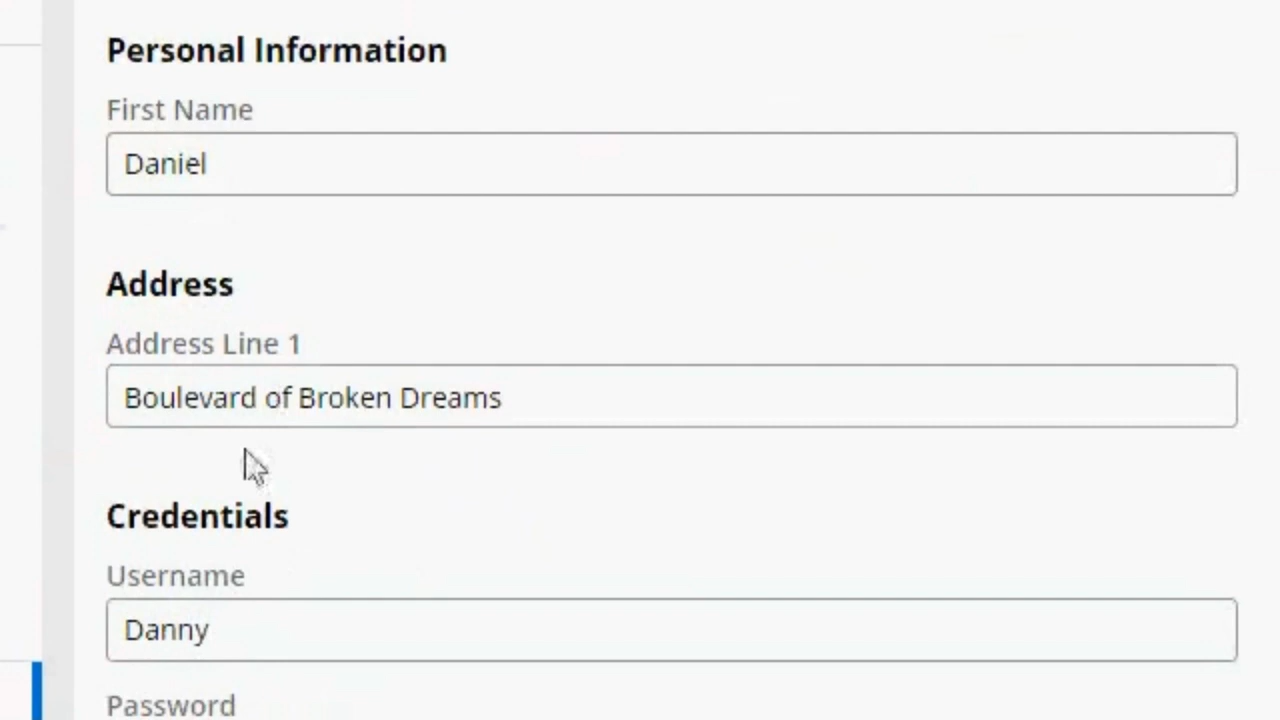 Personal Information
First Name
Daniel
Address
Address Line 1
Boulevard of Broken Dreams
Credentials
Username
Danny
Password